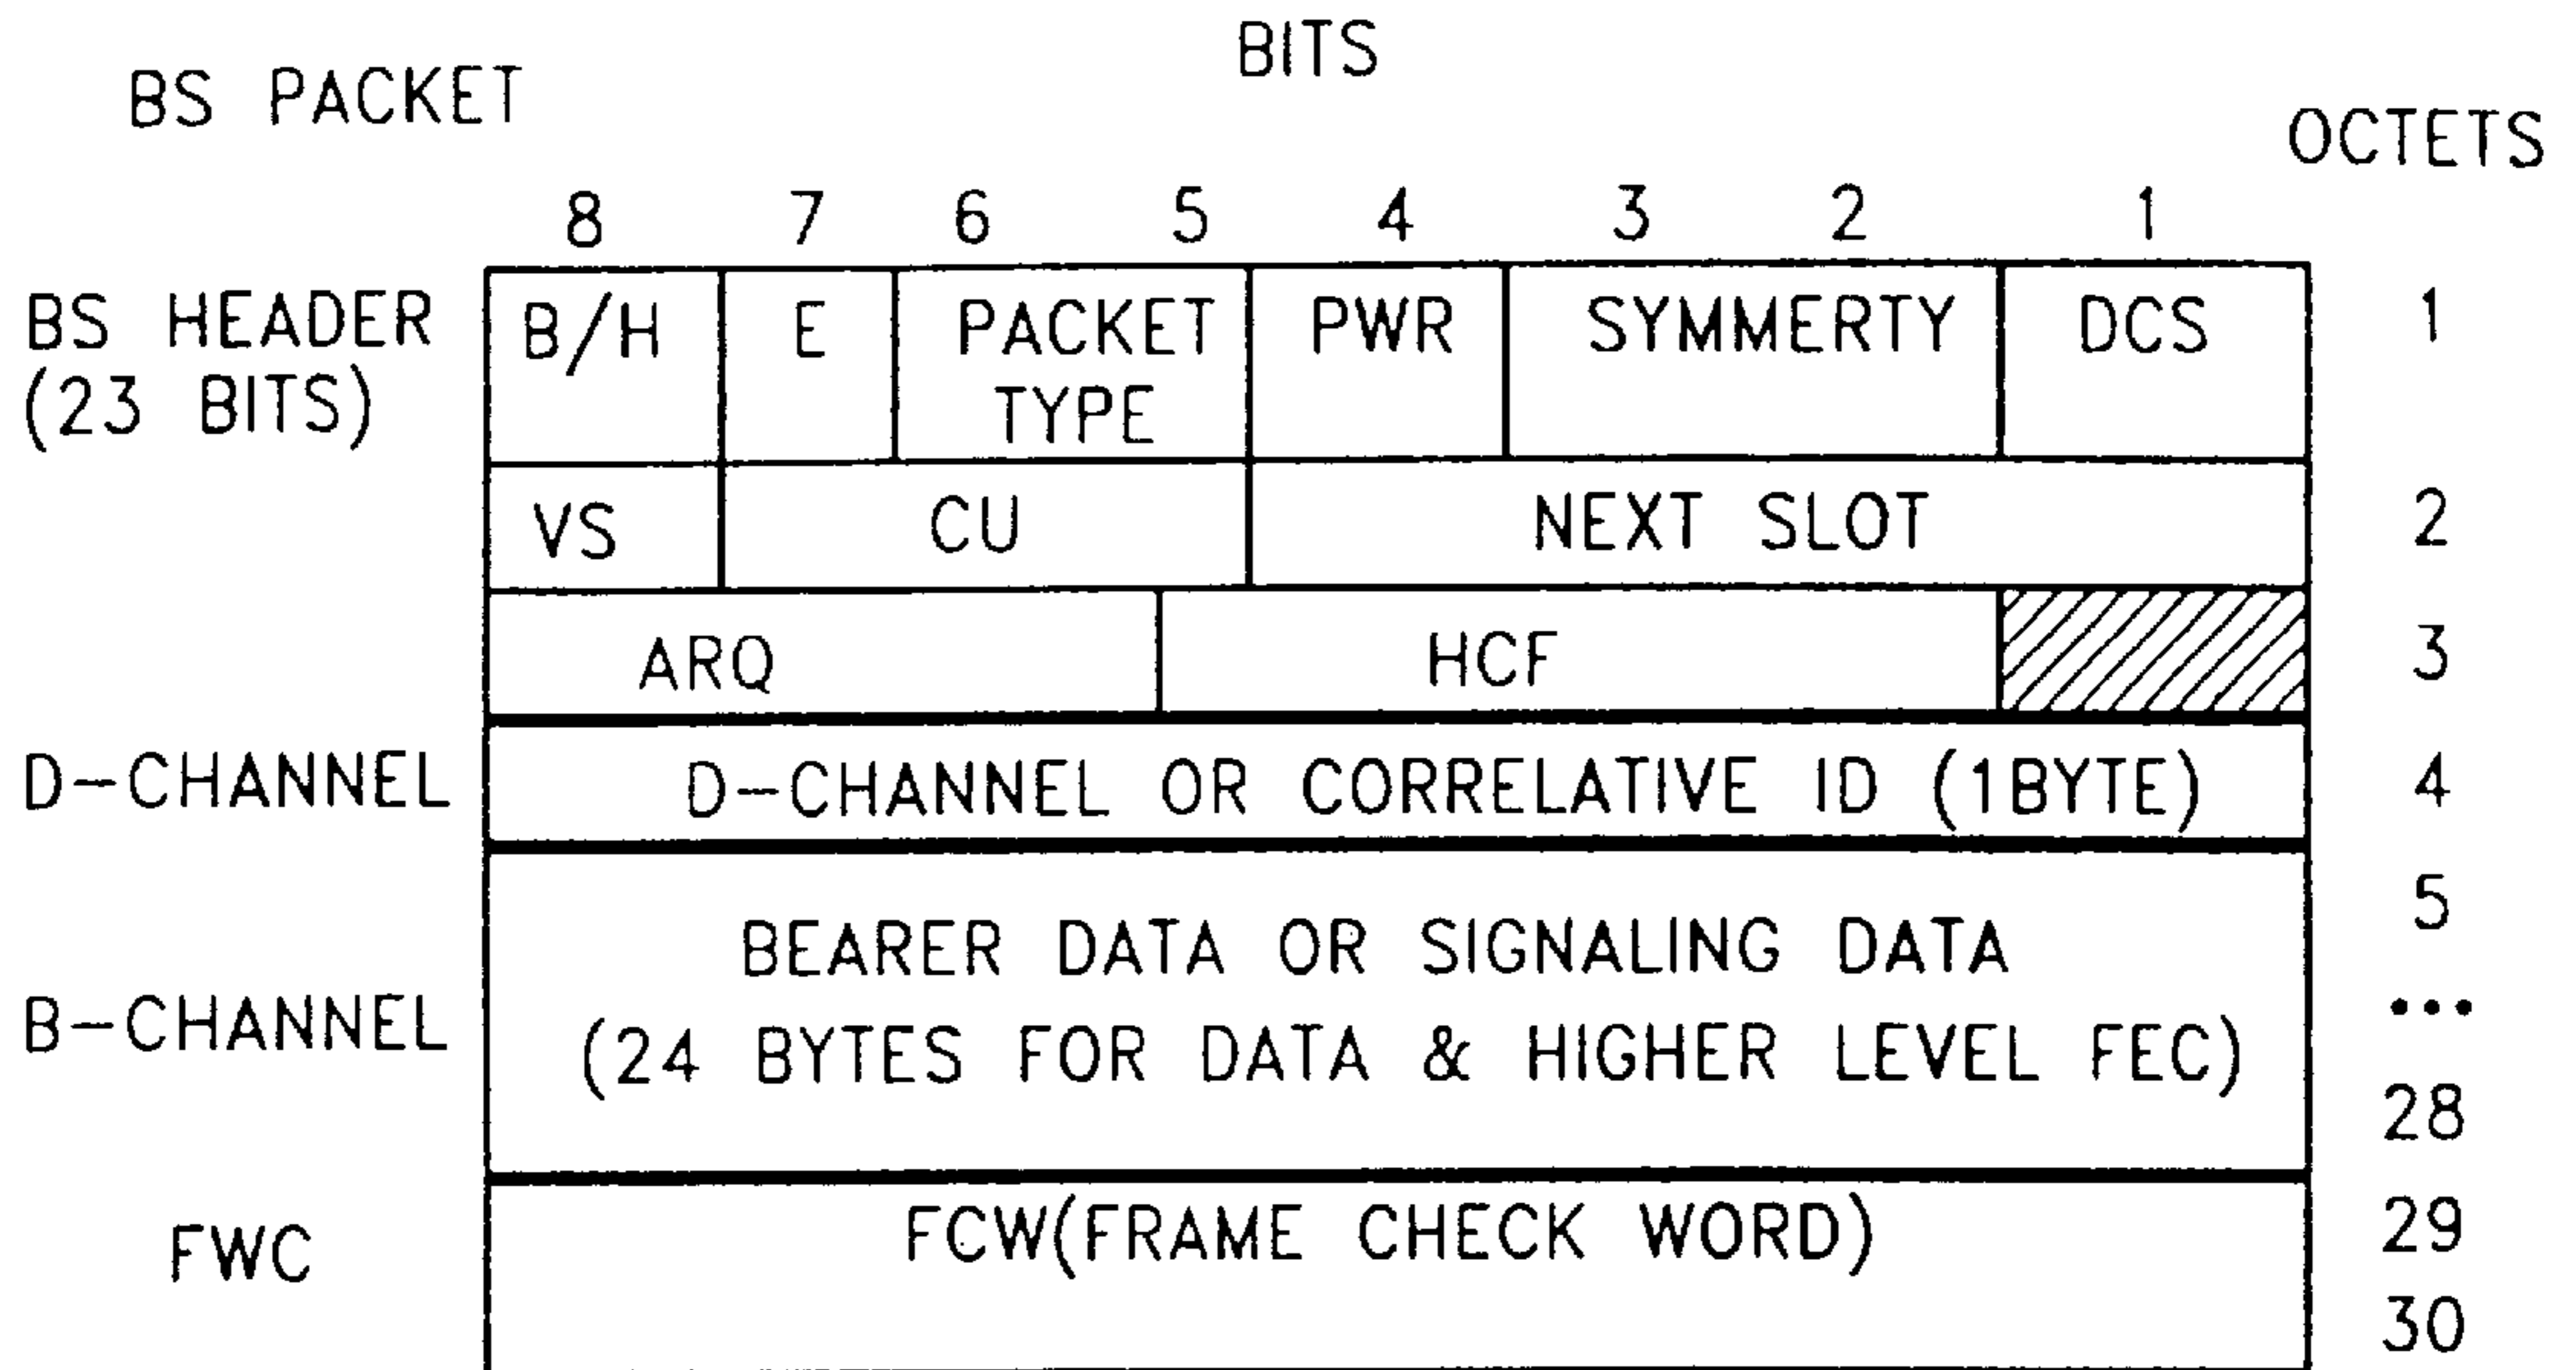 BITS
BS PACKET
OCTETS
8 7 6 5 4 3 2 1
BS HEADER
(23 BITS)
B/H E PACKET TYPE PWR SYMMERTY DCS 1
VS CU NEXT SLOT 2
ARQ HCF 3
D-CHANNEL D-CHANNEL OR CORRELATIVE ID (1BYTE) 4
5
BEARER DATA OR SIGNALING DATA
B-CHANNEL (24 BYTES FOR DATA & HIGHER LEVEL FEC) •••
28
FWC FCW(FRAME CHECK WORD) 29
30